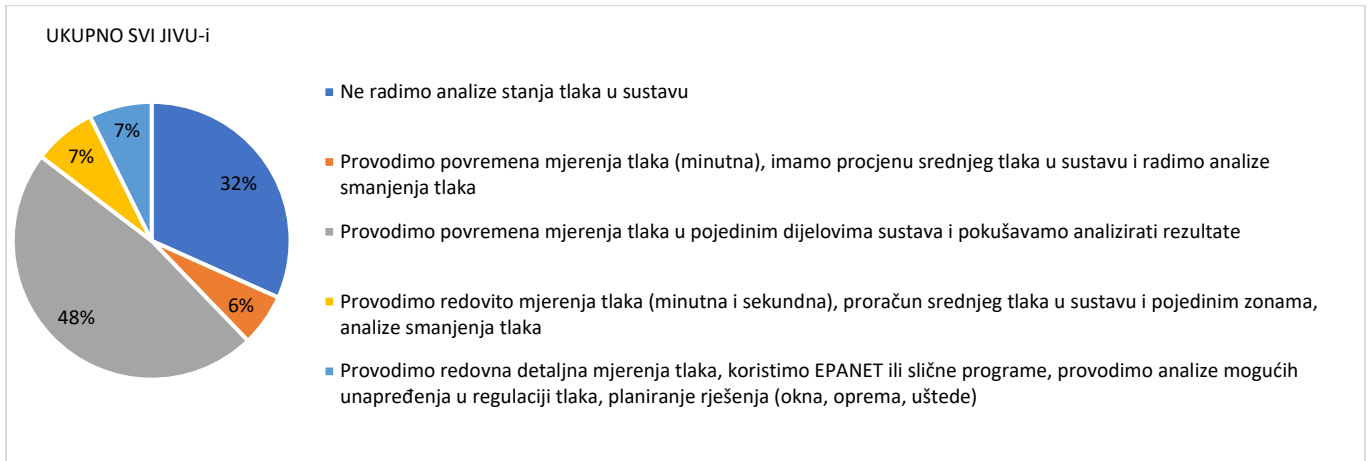 UKUPNO SVI JIVU-i
Ne radimo analize stanja tlaka u sustavu
Provodimo povremena mjerenja tlaka (minutna), imamo procjenu srednjeg tlaka u sustavu i radimo analize
smanjenja tlaka
Provodimo povremena mjerenja tlaka u pojedinim dijelovima sustava i pokušavamo analizirati rezultate
Provodimo redovito mjerenja tlaka (minutna i sekundna), proračun srednjeg tlaka u sustavu i pojedinim zonama,
analize smanjenja tlaka
Provodimo redovna detaljna mjerenja tlaka, koristimo EPANET ili slične programe, provodimo analize mogućih
unapređenja u regulaciji tlaka, planiranje rješenja (okna, oprema, uštede)
32%
6%
48%
7%
7%